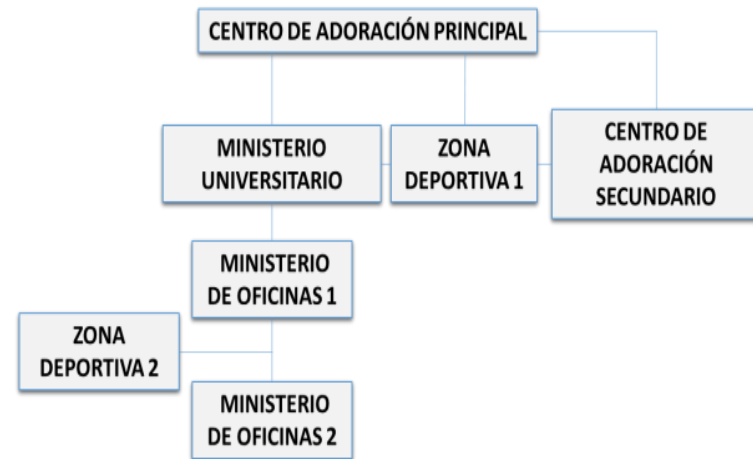 CENTRO DE ADORACIÓN PRINCIPAL
MINISTERIO
UNIVERSITARIO
ZONA
DEPORTIVA 1
CENTRO DE
ADORACIÓN
SECUNDARIO
MINISTERIO
DE OFICINAS 1
ZONA
DEPORTIVA 2
MINISTERIO
DE OFICINAS 2